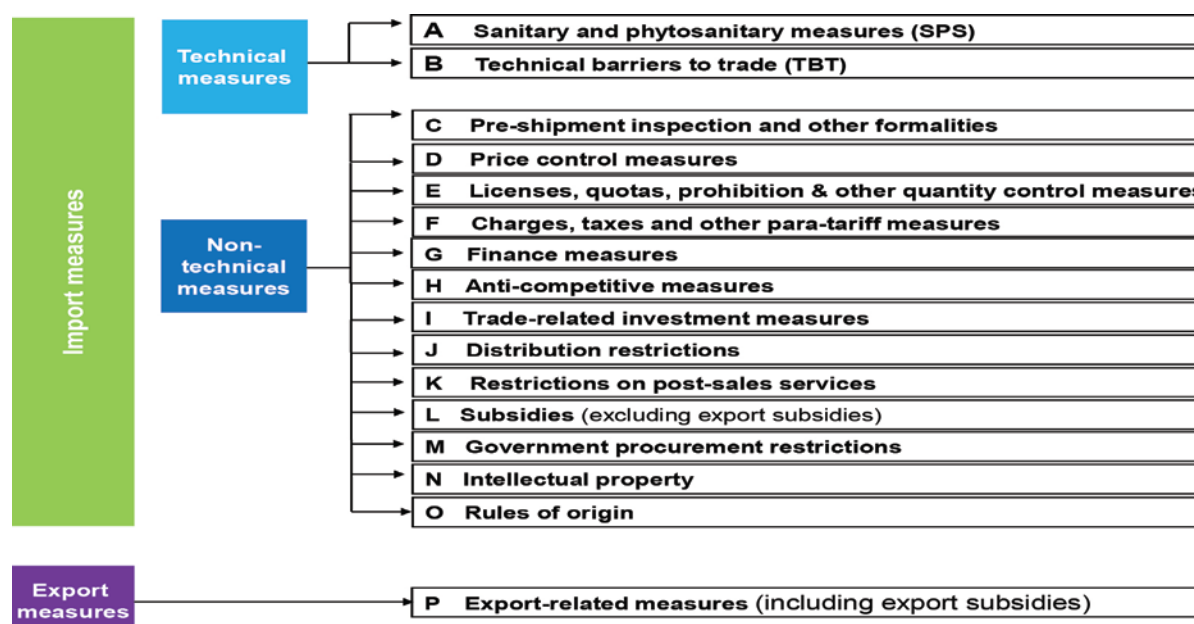 Import measures
Technical
measures
A Sanitary and phytosanitary measures (SPS)
B Technical barriers to trade (TBT)
Non-
technical
measures
C Pre-shipment inspection and other formalities
D Price control measures
E Licenses, quotas, prohibition & other quantity control measures
F Charges, taxes and other para-tariff measures
G Finance measures
H Anti-competitive measures
I Trade-related investment measures
J Distribution restrictions
K Restrictions on post-sales services
L Subsidies (excluding export subsidies)
M Government procurement restrictions
N Intellectual property
O Rules of origin
Export
measures
P Export-related measures (including export subsidies)